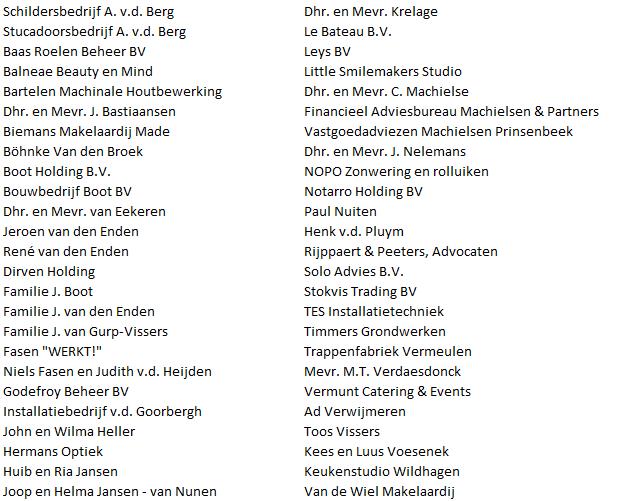 Schildersbedrijf A. v.d. Berg
Stucadoorsbedrijf A. v.d. Berg
Baas Roelen Beheer BV
Balneae Beauty en Mind
Bartelen Machinale Houtbewerking
Dhr. en Mevr. J. Bastiaansen
Biemans Makelaardij Made
Böhnke Van den Broek
Boot Holding B.V.
Bouwbedrijf Boot BV
Dhr. en Mevr. van Eekeren
Jeroen van den Enden
René van den Enden
Dirven Holding
Familie J. Boot
Familie J. van den Enden
Familie J. van Gurp-Vissers
Fasen "WERKT!"
Niels Fasen en Judith v.d. Heijden
Godefroy Beheer BV
Installatiebedrijf v.d. Goorbergh
John en Wilma Heller
Hermans Optiek
Huib en Ria Jansen
Joop en Helma Jansen - van Nunen
Dhr. en Mevr. Krelage
Le Bateau B.V.
Leys BV
Little Smilemakers Studio
Dhr. en Mevr. C. Machielse
Financieel Adviesbureau Machielsen & Partners
Vastgoedadviezen Machielsen Prinsenbeek
Dhr. en Mevr. J. Nelemans
NOPO Zonwering en rolluiken
Notarro Holding BV
Paul Nuiten
Henk v.d. Pluym
Rijppaert & Peeters, Advocaten
Solo Advies B.V.
Stokvis Trading BV
TES Installatietechniek
Timmers Grondwerken
Trappenfabriek Vermeulen
Mevr. M.T. Verdaesdonck
Vermunt Catering & Events
Ad Verwijmeren
Toos Vissers
Kees en Luus Voesenek
Keukenstudio Wildhagen
Van de Wiel Makelaardij